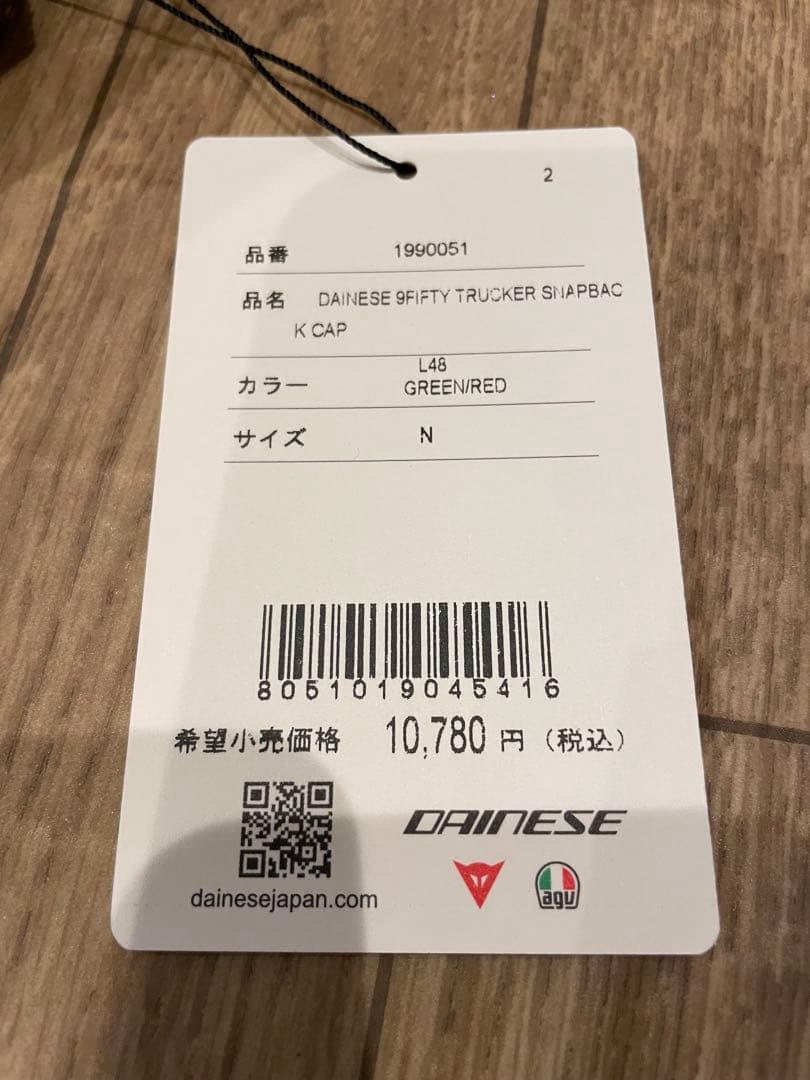 2
品番 1990051
品名 DAINESE 9FIFTY TRUCKER SNAPBAC
K CAP
L48
カラー GREEN/RED
サイズ N
8051019045416
希望小売価格 10,780 円 (税込)
DAINESE
agv
dainesejapan.com